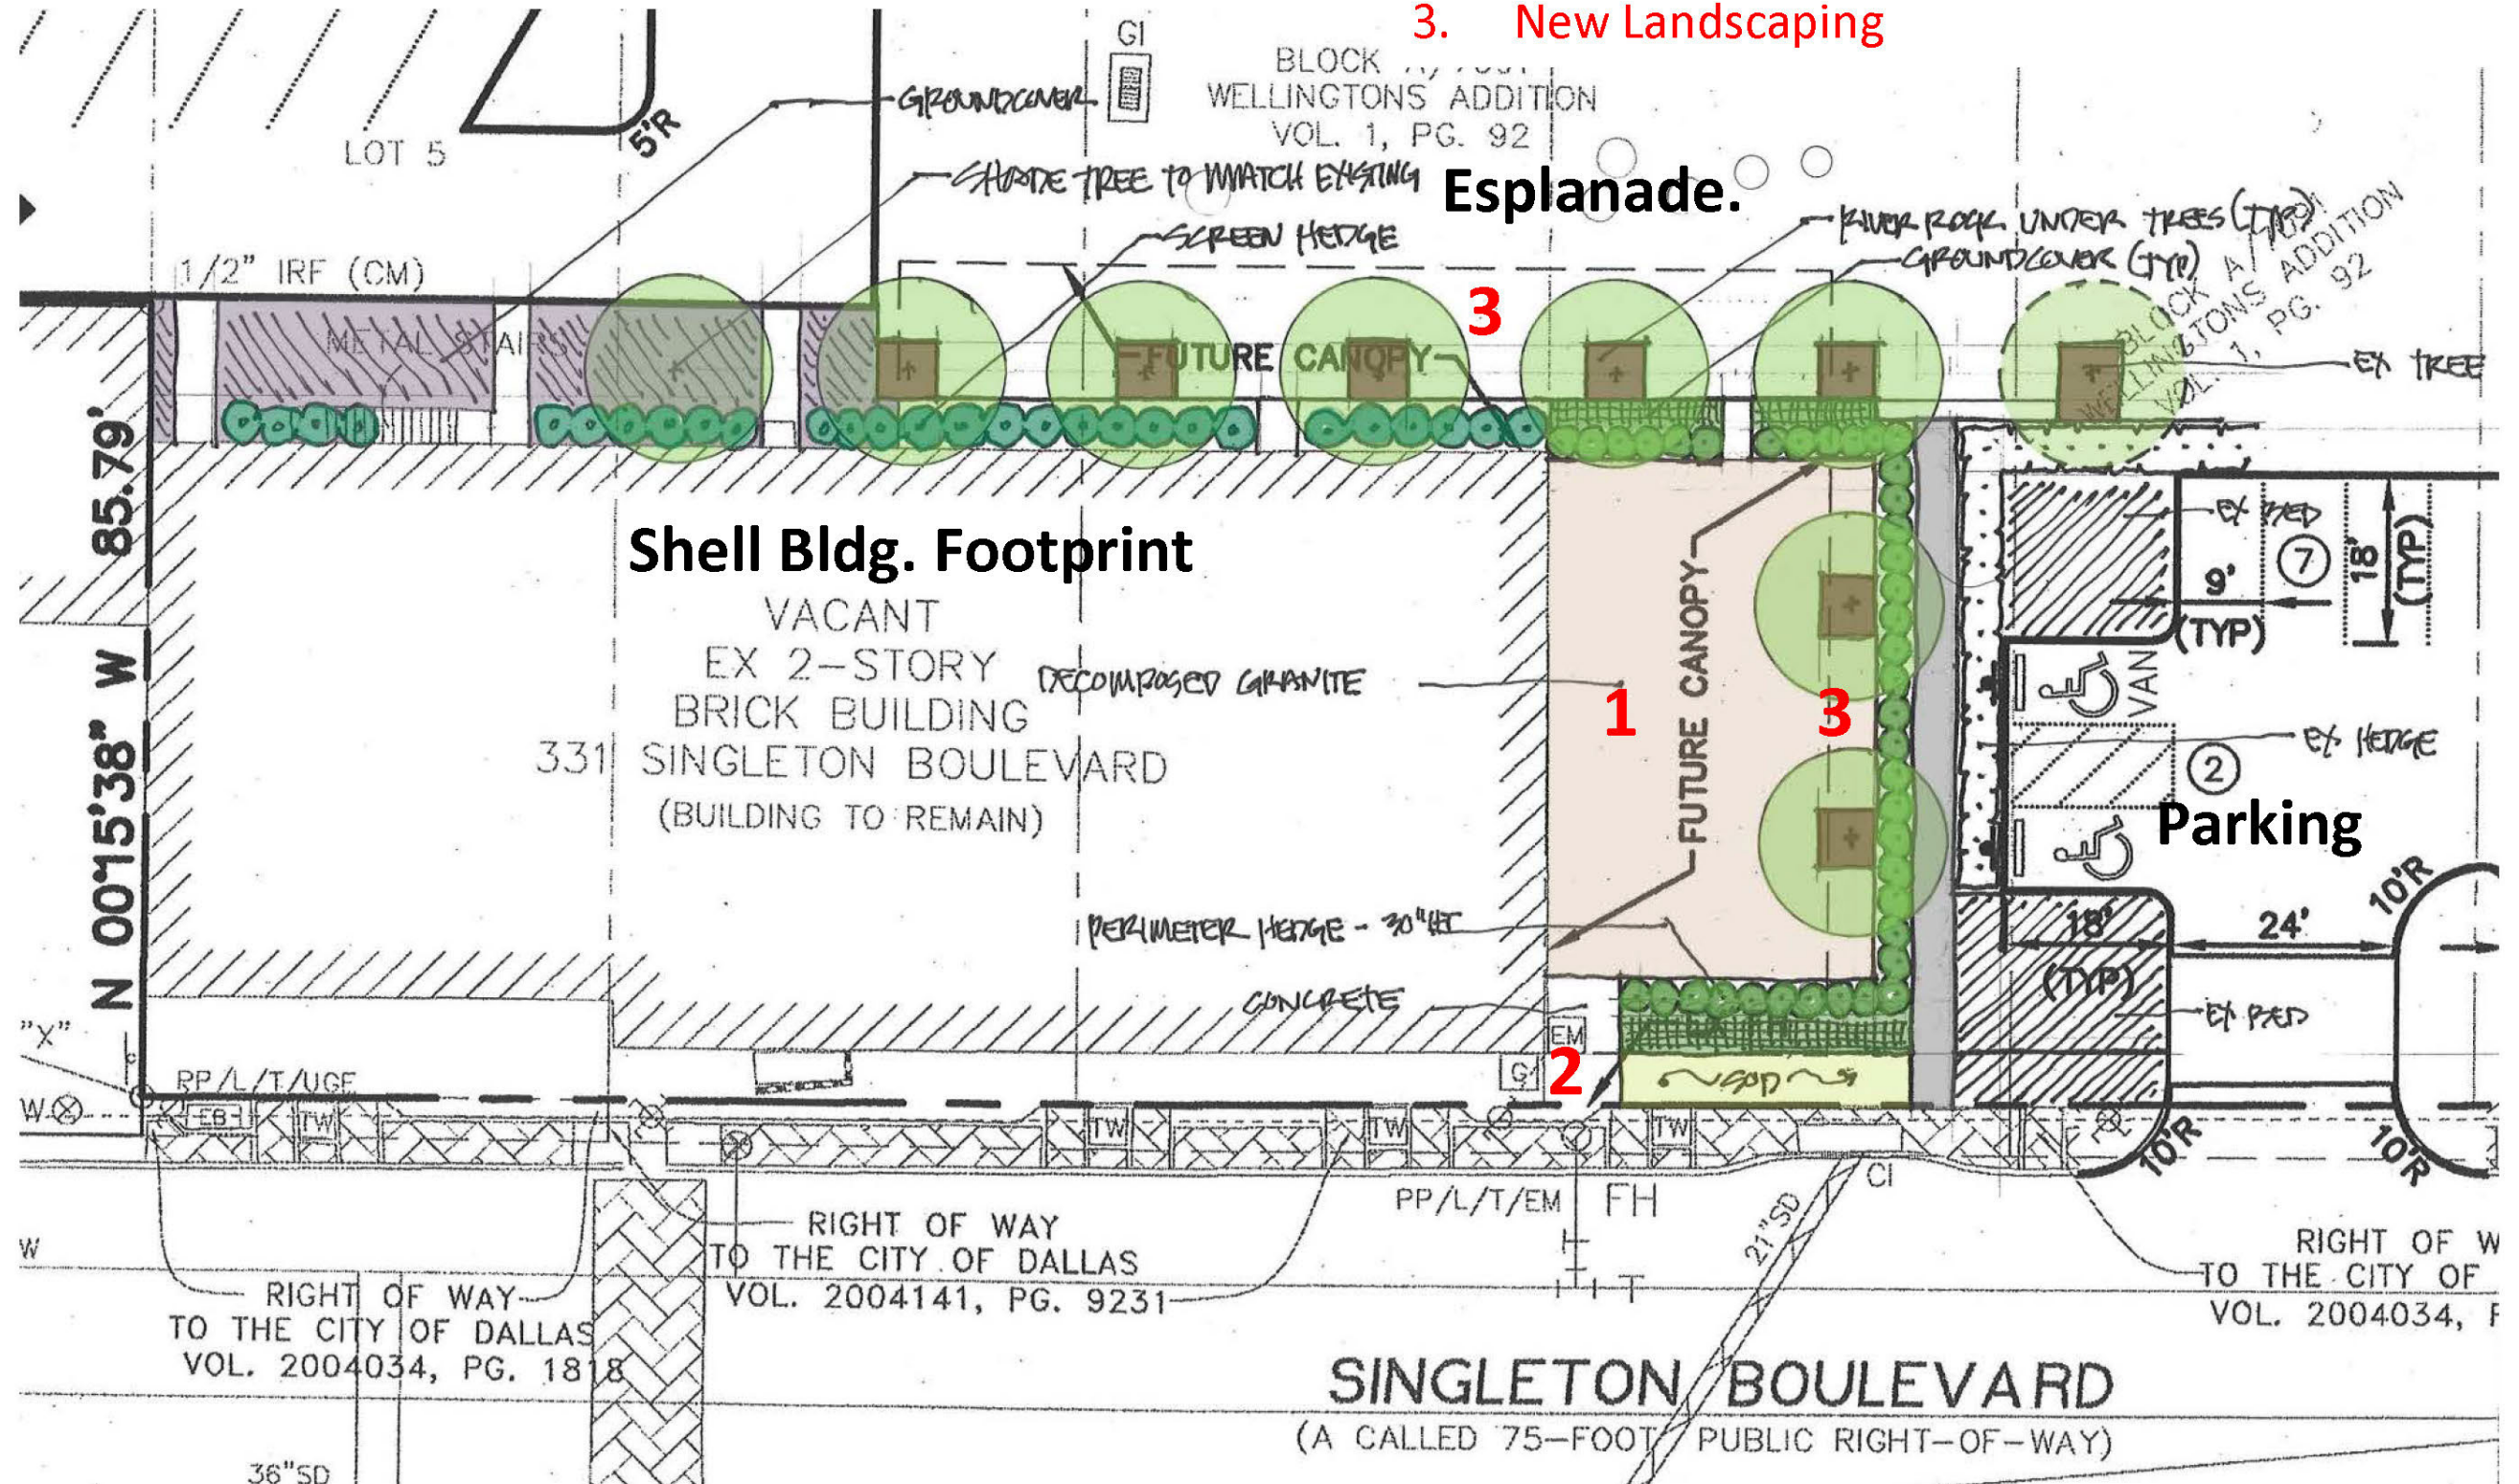 3. New Landscaping
GI
BLOCK
WELLINGTONS ADDITION
VOL. 1, PG. 92
GROUNDCOVER
5'R
LOT 5
SHADE TREE TO MATCH EXISTING
Esplanade.
SCREEN HEDGE
RIVER ROCK UNDER TREES (TYP)
GROUNDCOVER (TYP)
BLOCK A/
WELLINGTONS ADDITION
VOL. 1, PG. 92
1/2" IRF (CM)
3
METAL STAIRS
FUTURE CANOPY
EX TREE
N 00°15'38" W 85.79'
Shell Bldg. Footprint
VACANT
EX 2-STORY
BRICK BUILDING
331 SINGLETON BOULEVARD
(BUILDING TO REMAIN)
DECOMPOSED GRANITE
1
FUTURE CANOPY
3
EX BED
7
9'
(TYP)
18'
(TYP)
VAN
EX HEDGE
2
Parking
PERIMETER HEDGE - 30" HT
CONCRETE
18'
(TYP)
24'
10'R
EX BED
EM
G
2
SOD
"X"
PP/L/T/UGE
W
EB
TW
TW
TW
TW
10'R
10'R
PP/L/T/EM
FH
CI
21"SD
RIGHT OF WAY
TO THE CITY OF DALLAS
VOL. 2004141, PG. 9231
W
RIGHT OF WAY
TO THE CITY OF DALLAS
VOL. 2004034, PG. 1818
T
RIGHT OF W
TO THE CITY OF
VOL. 2004034, P
SINGLETON BOULEVARD
(A CALLED 75-FOOT PUBLIC RIGHT-OF-WAY)
36"SD